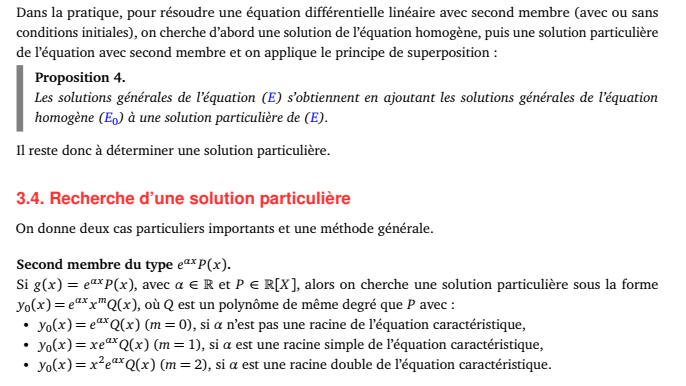 Dans la pratique, pour résoudre une équation différentielle linéaire avec second membre (avec ou sans
conditions initiales), on cherche d'abord une solution de l'équation homogène, puis une solution particulière
de l'équation avec second membre et on applique le principe de superposition :
Proposition 4.
Les solutions générales de l'équation (E) s'obtiennent en ajoutant les solutions générales de l'équation
homogène (E₀) à une solution particulière de (E).
Il reste donc à déterminer une solution particulière.
3.4. Recherche d'une solution particulière
On donne deux cas particuliers importants et une méthode générale.
Second membre du type e^{αx}P(x).
Si g(x) = e^{αx}P(x), avec α ∈ ℝ et P ∈ ℝ[X], alors on cherche une solution particulière sous la forme
y₀(x) = e^{αx}x^mQ(x), où Q est un polynôme de même degré que P avec :
• y₀(x) = e^{αx}Q(x) (m = 0), si α n'est pas une racine de l'équation caractéristique,
• y₀(x) = xe^{αx}Q(x) (m = 1), si α est une racine simple de l'équation caractéristique,
• y₀(x) = x²e^{αx}Q(x) (m = 2), si α est une racine double de l'équation caractéristique.